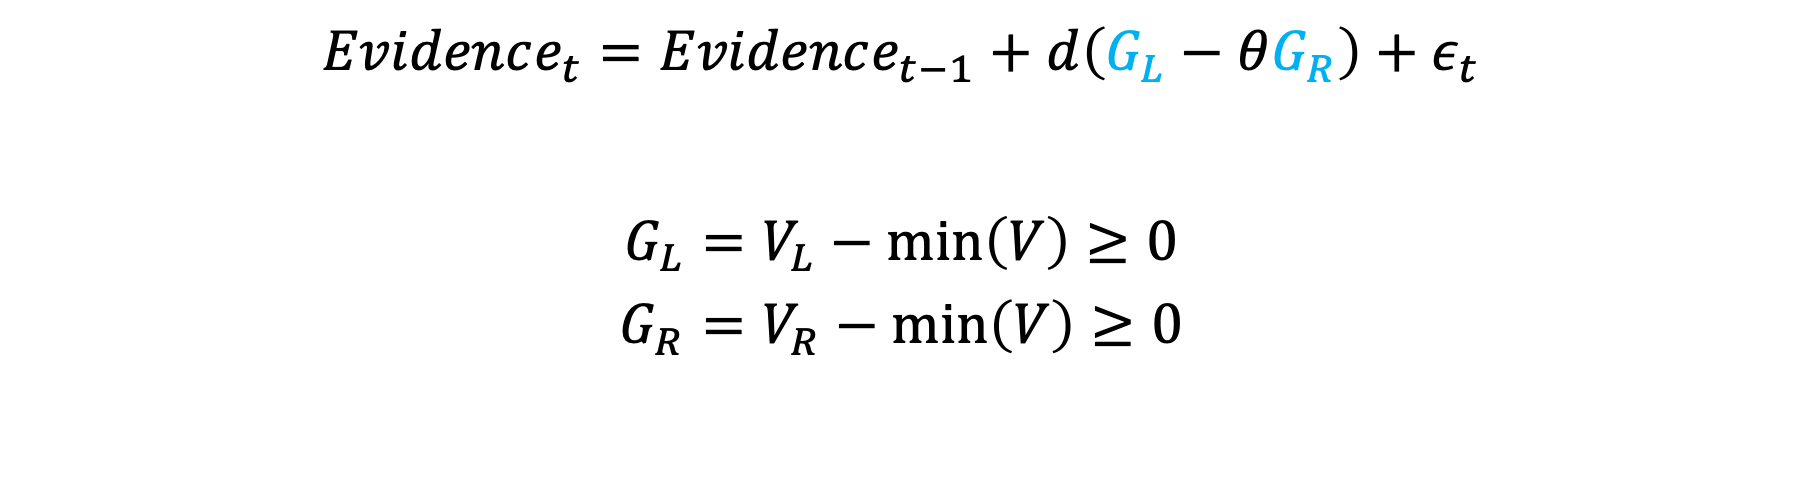 Evidence_t = Evidence_{t−1} + d(G_L − θG_R) + ϵ_t
G_L = V_L − min(V) ≥ 0
G_R = V_R − min(V) ≥ 0